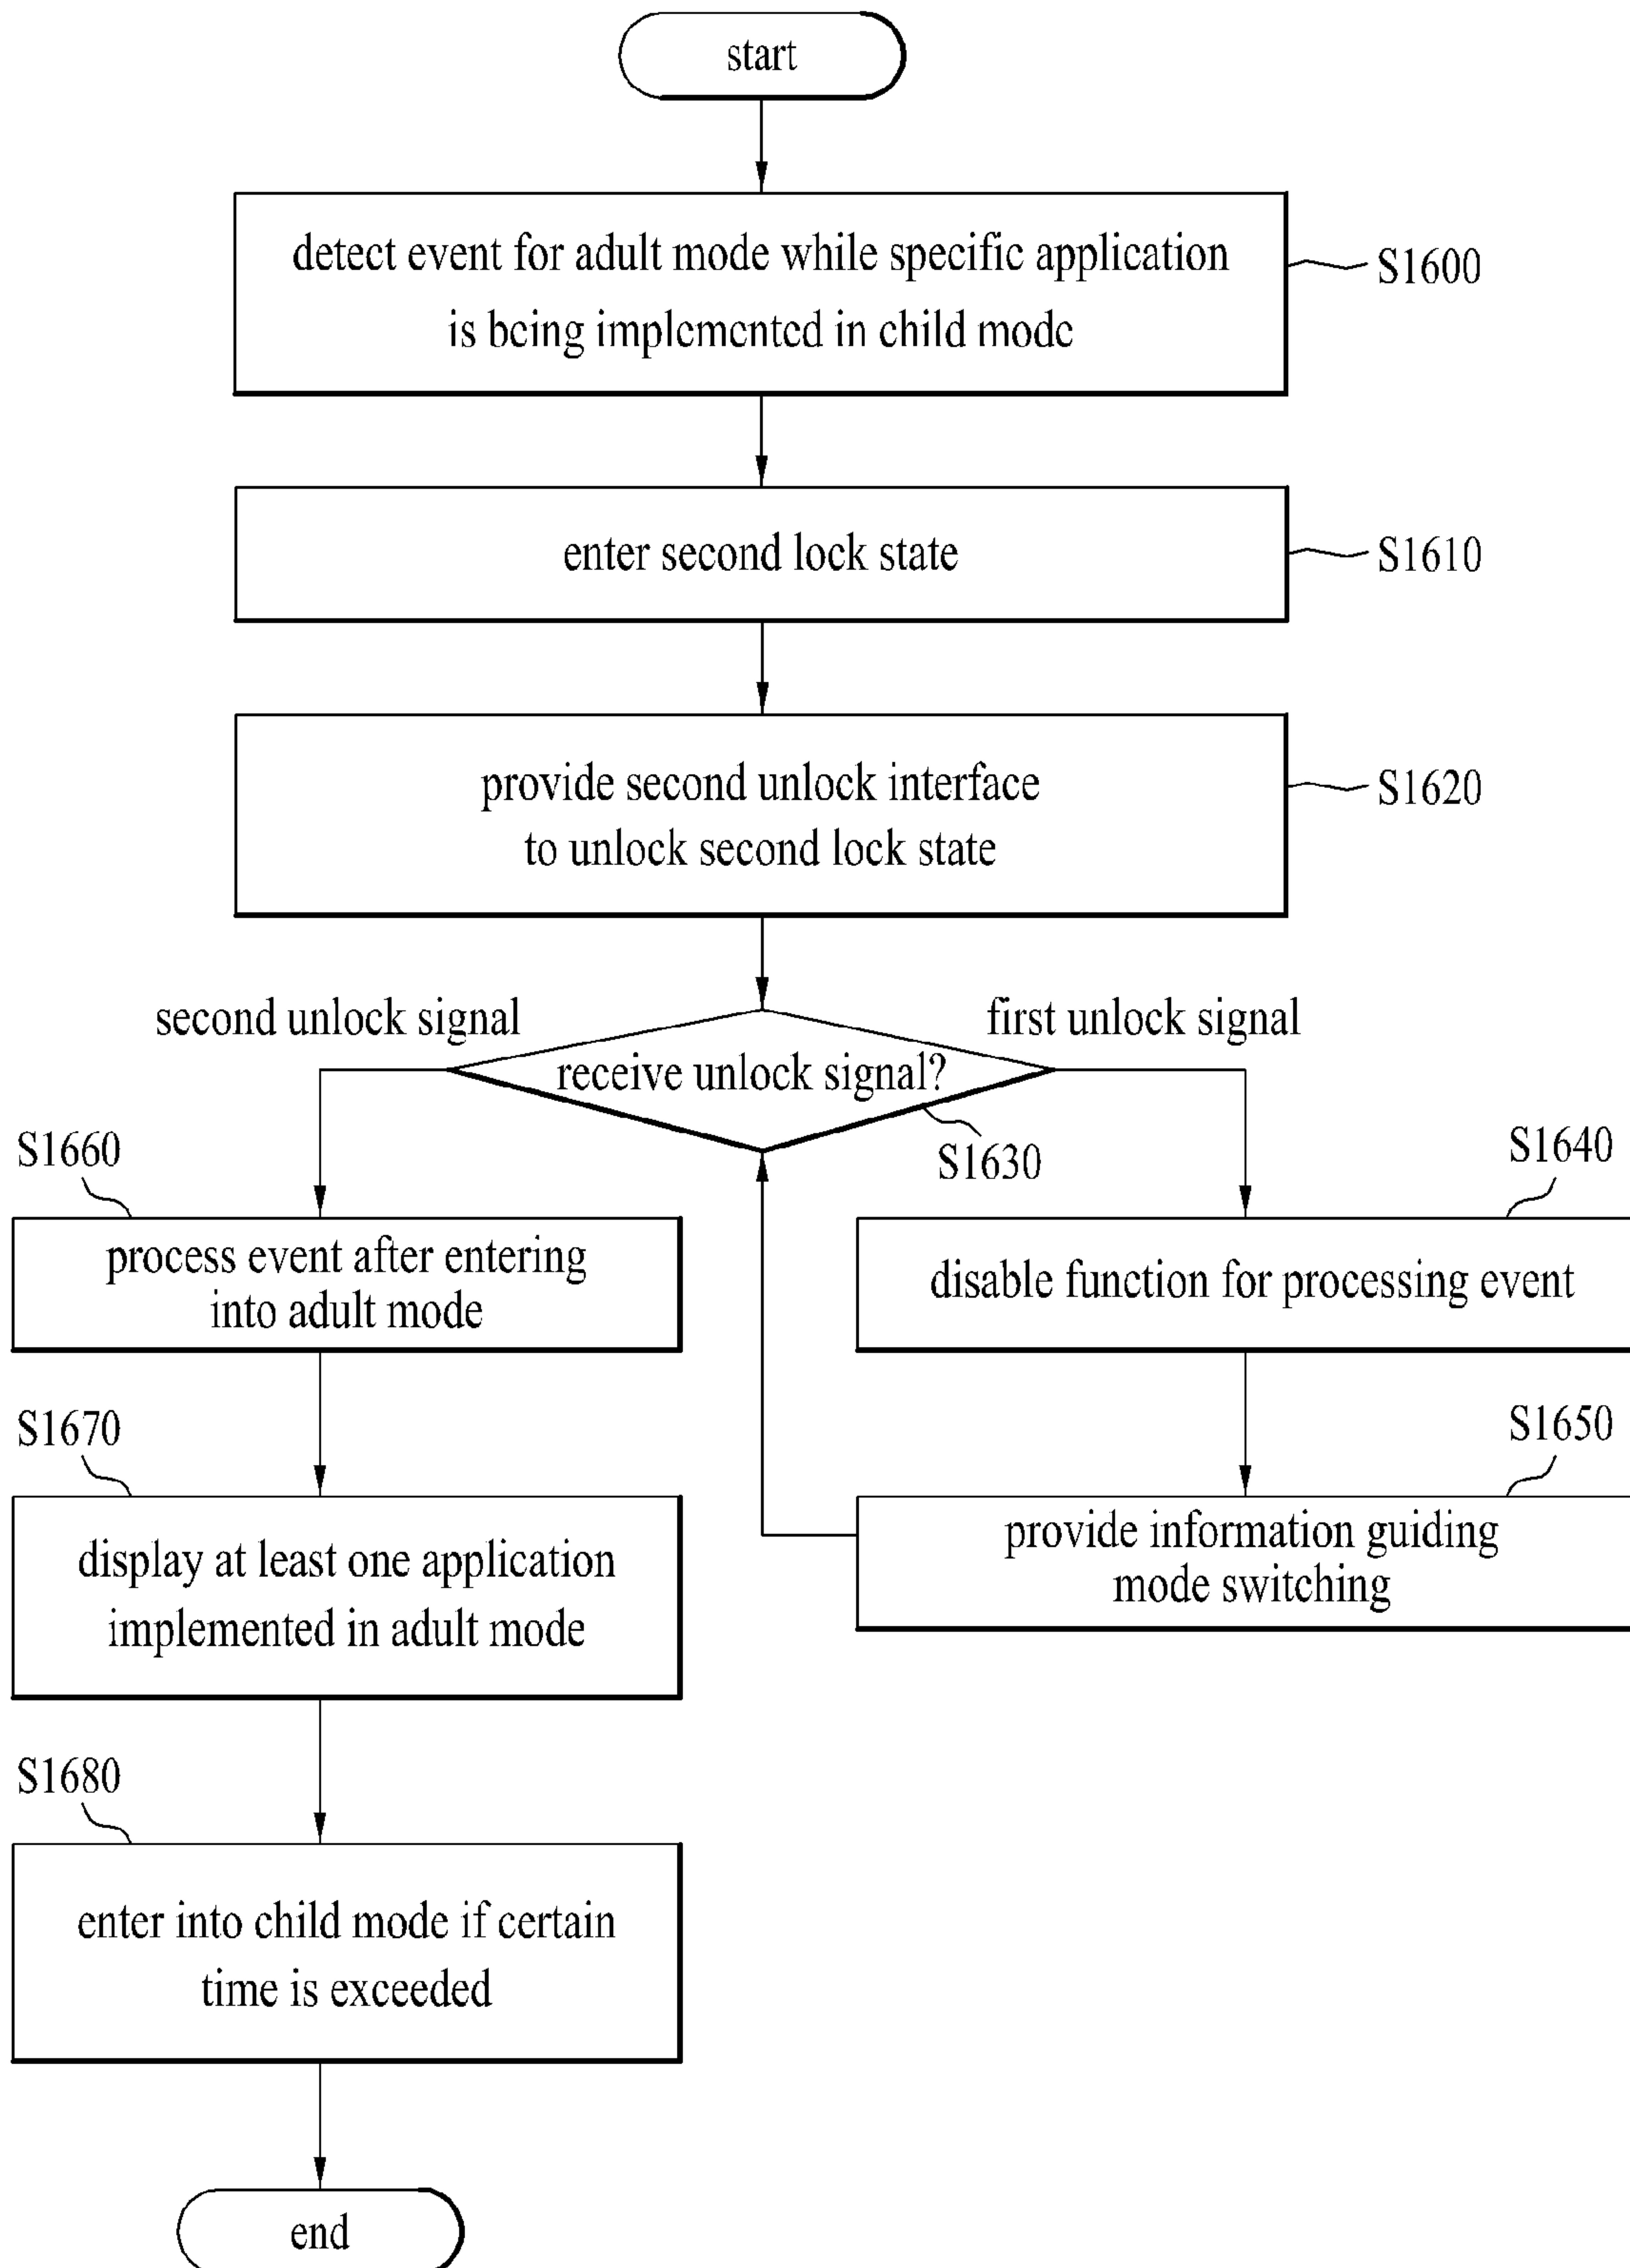 start
detect event for adult mode while specific application
is being implemented in child mode
S1600
enter second lock state
S1610
provide second unlock interface
to unlock second lock state
S1620
second unlock signal
first unlock signal
receive unlock signal?
S1630
S1660
process event after entering
into adult mode
S1640
disable function for processing event
S1670
display at least one application
implemented in adult mode
S1650
provide information guiding
mode switching
S1680
enter into child mode if certain
time is exceeded
end